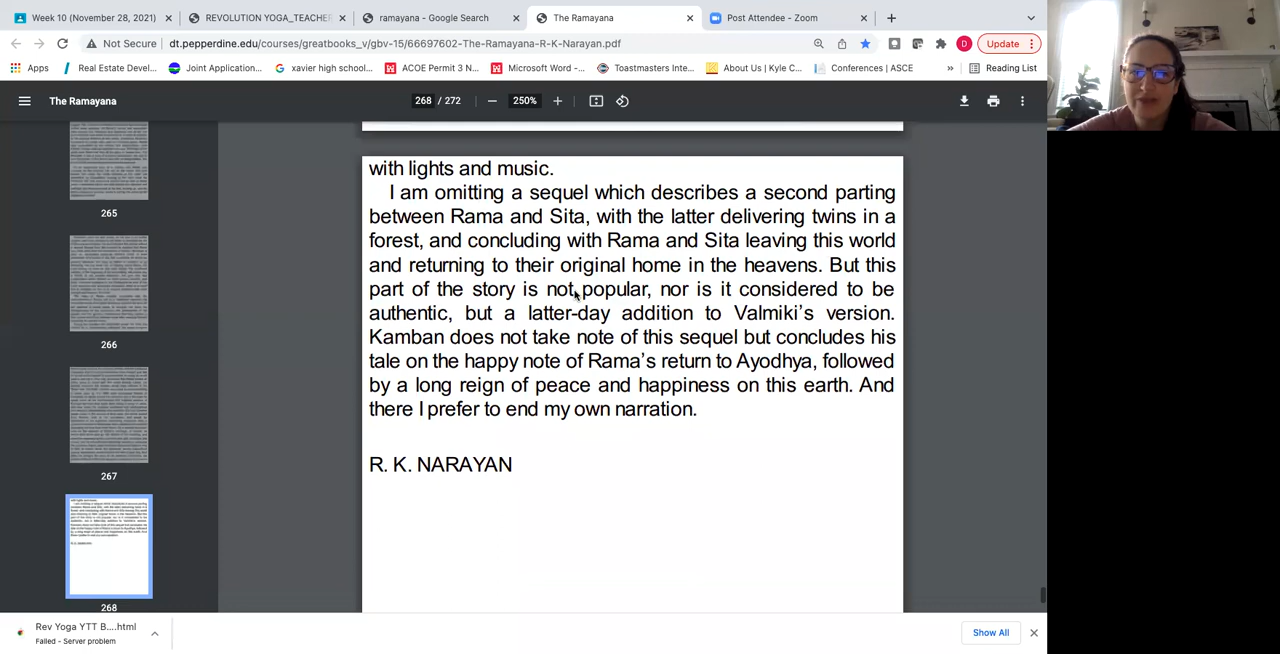 Week 10 (November 28, 2021)
REVOLUTION YOGA_TEACHER
ramayana - Google Search
The Ramayana
Post Attendee - Zoom
Not Secure
dt.pepperdine.edu/courses/greatbooks_v/gbv-15/66697602-The-Ramayana-R-K-Narayan.pdf
D
Update
Apps
Real Estate Devel...
Joint Application...
xavier high school...
ACOE Permit 3 N...
Microsoft Word -...
Toastmasters Inte...
About Us | Kyle C...
Conferences | ASCE
»
Reading List
The Ramayana
268 / 272
250%
265
266
267
268
with lights and music.
I am omitting a sequel which describes a second parting
between Rama and Sita, with the latter delivering twins in a
forest, and concluding with Rama and Sita leaving this world
and returning to their original home in the heavens. But this
part of the story is not popular, nor is it considered to be
authentic, but a latter-day addition to Valmiki's version.
Kamban does not take note of this sequel but concludes his
tale on the happy note of Rama's return to Ayodhya, followed
by a long reign of peace and happiness on this earth. And
there I prefer to end my own narration.
R. K. NARAYAN
Rev Yoga YTT B....html
Failed - Server problem
Show All